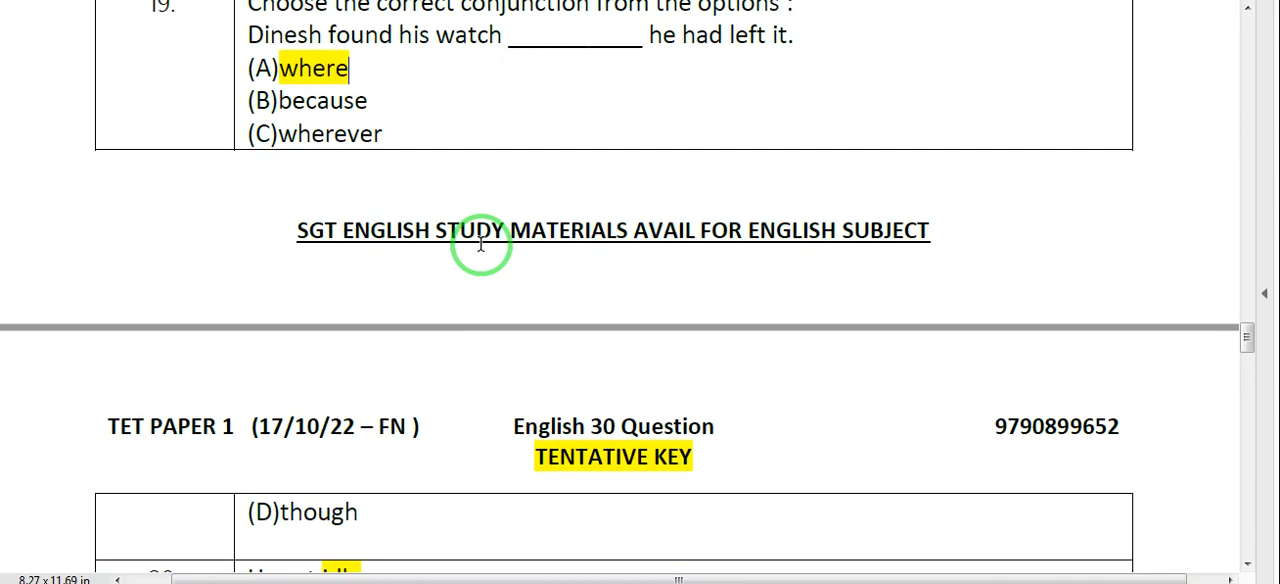 19. Choose the correct conjunction from the options :
Dinesh found his watch __________ he had left it.
(A)where
(B)because
(C)wherever
SGT ENGLISH STUDY MATERIALS AVAIL FOR ENGLISH SUBJECT
TET PAPER 1 (17/10/22 – FN ) English 30 Question 9790899652
TENTATIVE KEY
(D)though
8.27 x 11.69 in